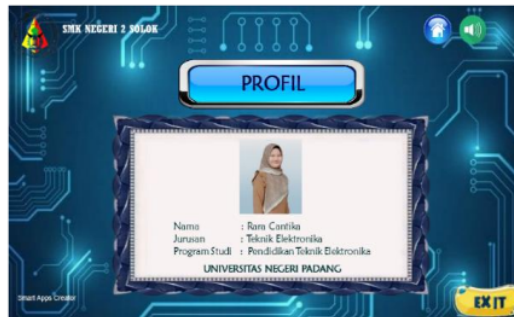 SMK NEGERI 2 SOLOK
PROFIL
Nama : Rara Cantika
Jurusan : Teknik Elektronika
Program Studi : Pendidikan Teknik Elektronika
UNIVERSITAS NEGERI PADANG
Smart Apps Creator
EXIT